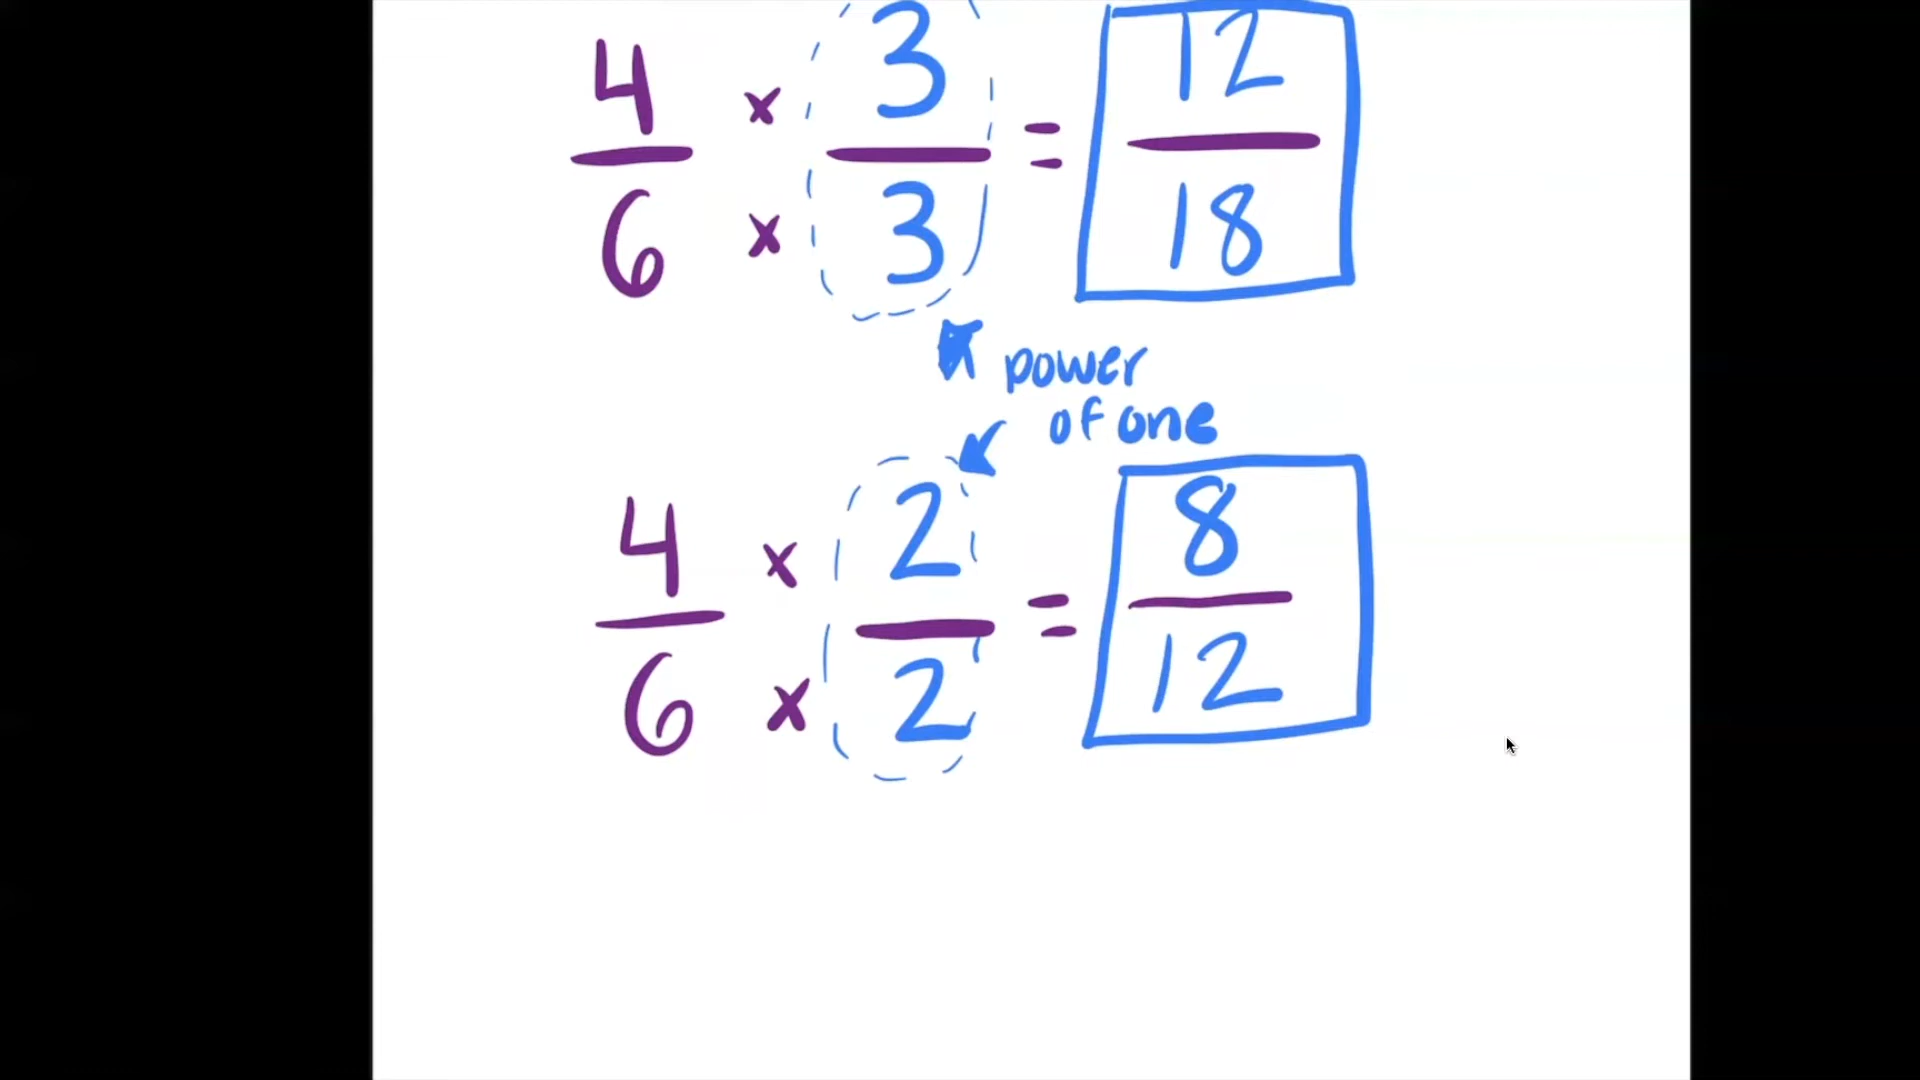 4/6 × 3/3 = 12/18
power
of one
4/6 × 2/2 = 8/12